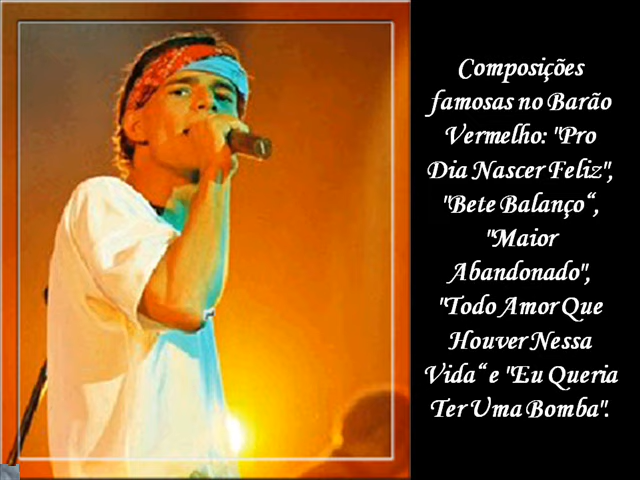 Composições
famosas no Barão
Vermelho: "Pro
Dia Nascer Feliz",
"Bete Balanço“,
"Maior
Abandonado",
"Todo Amor Que
Houver Nessa
Vida“ e "Eu Queria
Ter Uma Bomba".